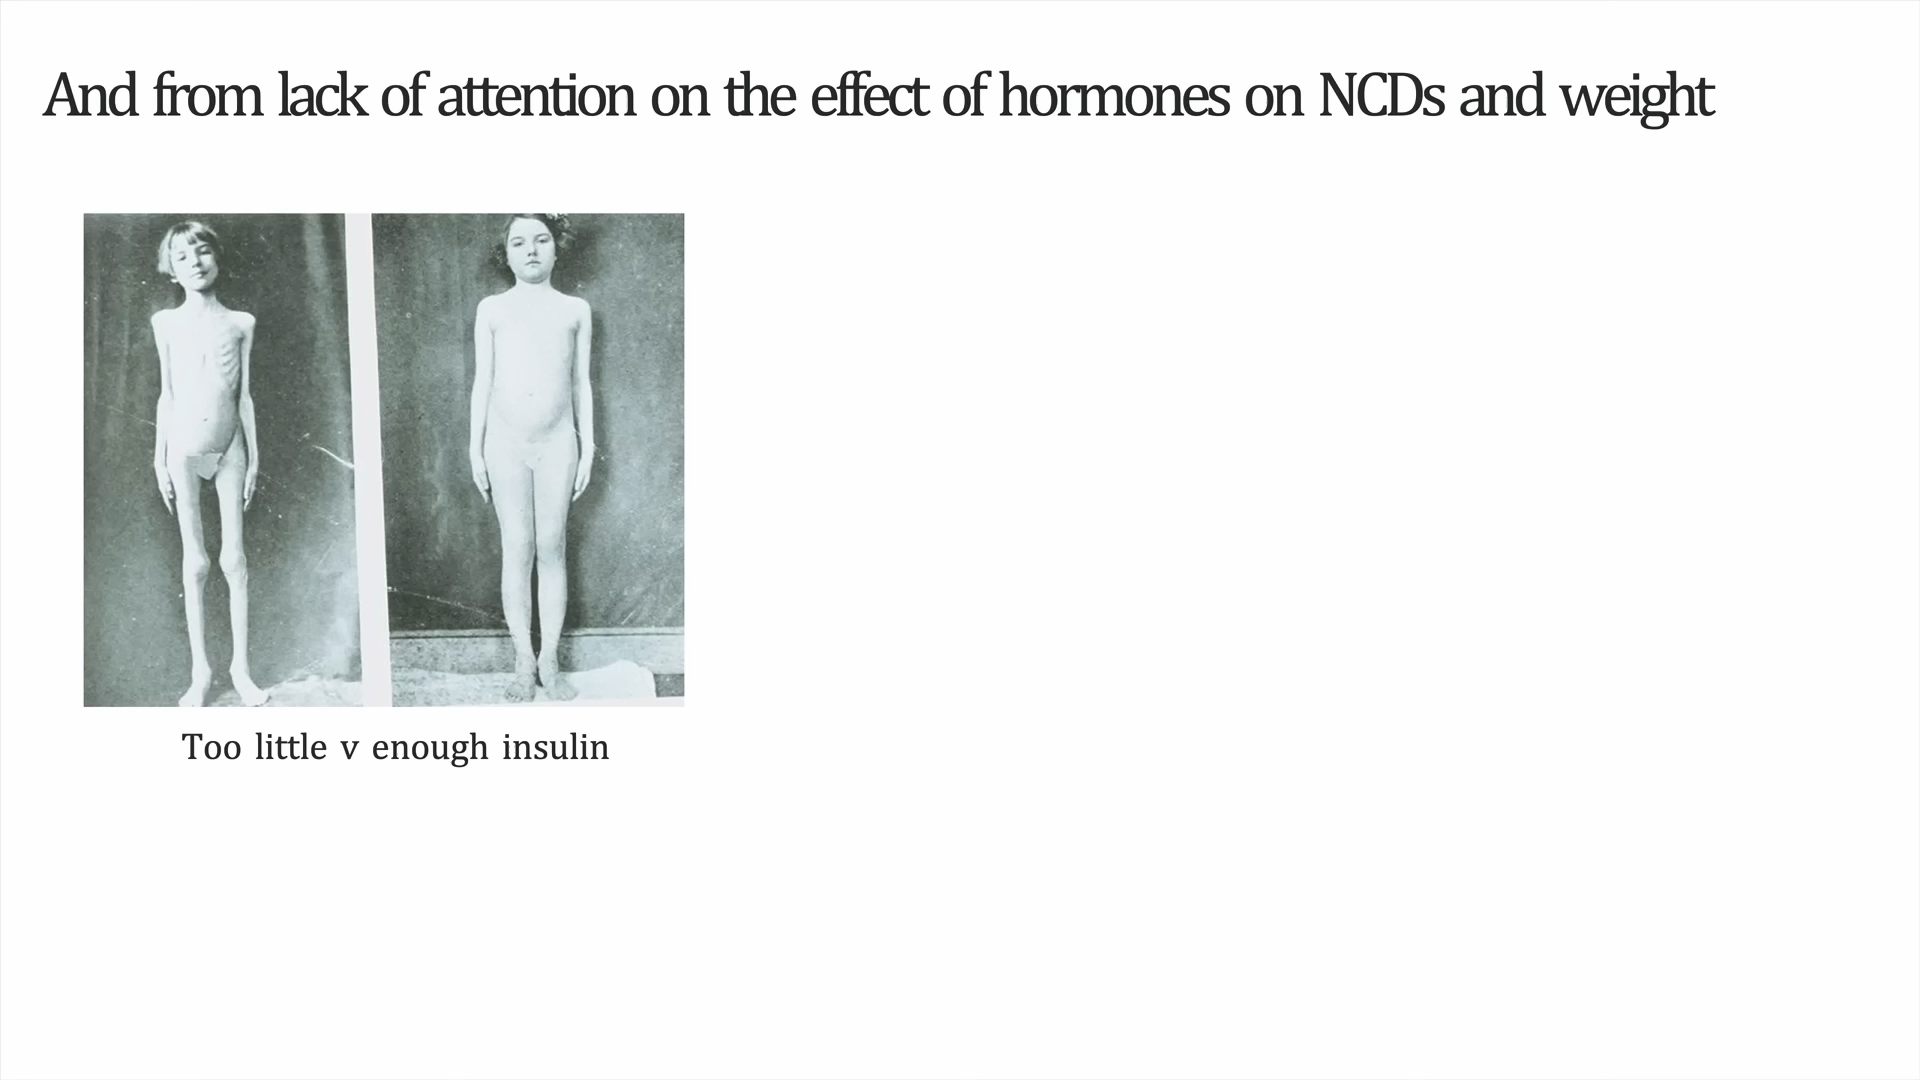 And from lack of attention on the effect of hormones on NCDs and weight
Too little v enough insulin